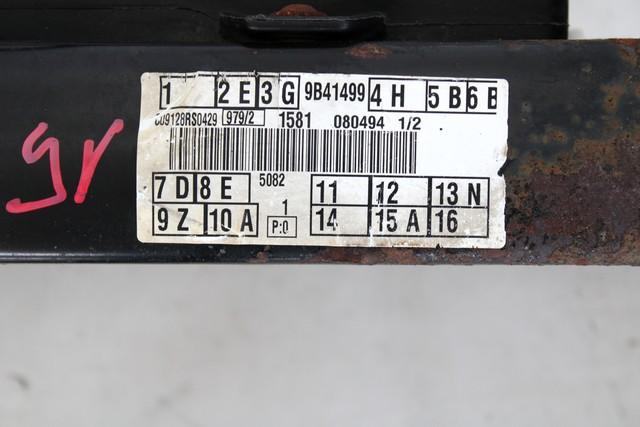 1 2 E 3 G 9B41499 4 H 5 B 6 B
009128RS0429 979/2 1581 080494 1/2
7 D 8 E 5082 11 12 13 N
9 Z 10 A 1 P:0 14 15 A 16